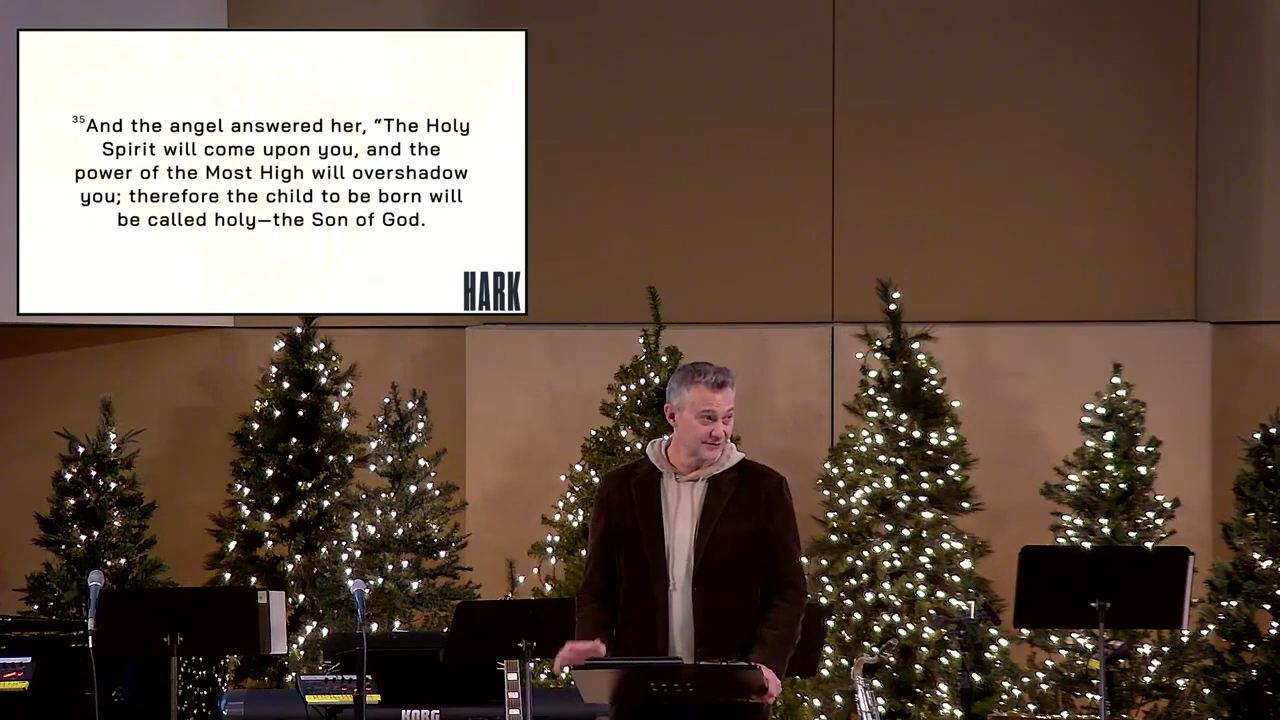 ³⁵And the angel answered her, “The Holy
Spirit will come upon you, and the
power of the Most High will overshadow
you; therefore the child to be born will
be called holy—the Son of God.
HARK
KORG